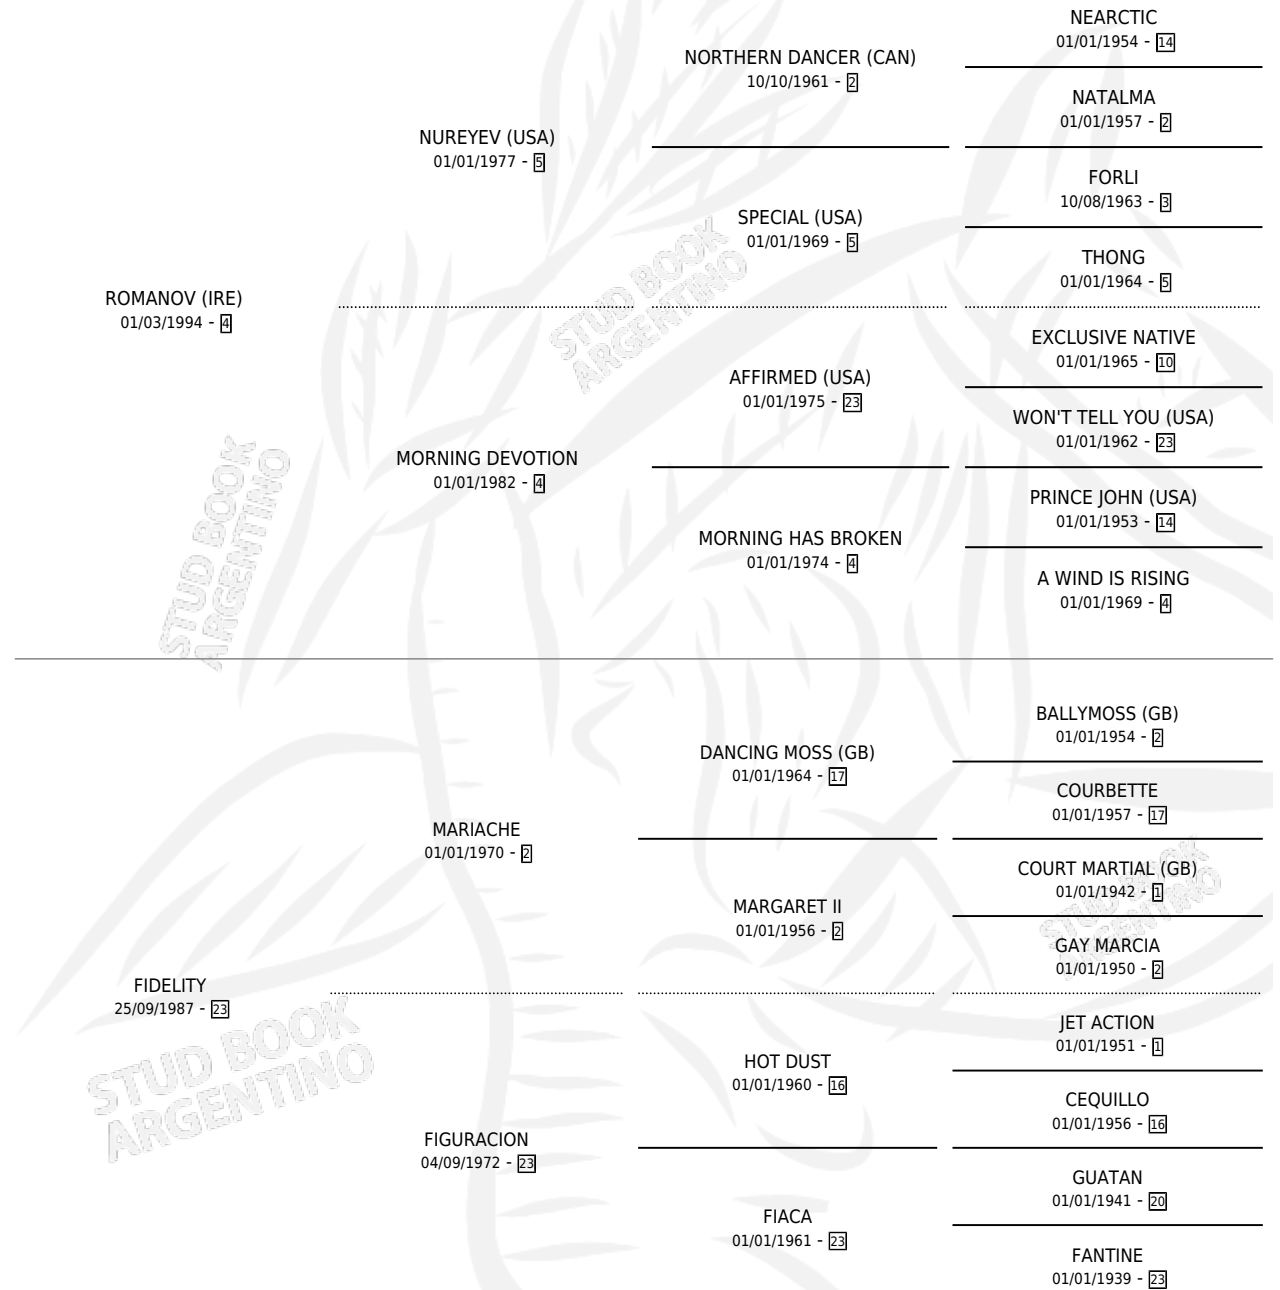 NEARCTIC
01/01/1954 - 14
NORTHERN DANCER (CAN)
10/10/1961 - 2
NATALMA
01/01/1957 - 2
NUREYEV (USA)
01/01/1977 - 5
FORLI
10/08/1963 - 3
SPECIAL (USA)
01/01/1969 - 5
THONG
01/01/1964 - 5
ROMANOV (IRE)
01/03/1994 - 4
STUD BOOK
ARGENTINO
EXCLUSIVE NATIVE
01/01/1965 - 10
AFFIRMED (USA)
01/01/1975 - 23
WON'T TELL YOU (USA)
01/01/1962 - 23
MORNING DEVOTION
01/01/1982 - 4
PRINCE JOHN (USA)
01/01/1953 - 14
MORNING HAS BROKEN
01/01/1974 - 4
A WIND IS RISING
01/01/1969 - 4
STUD BOOK
ARGENTINO
BALLYMOSS (GB)
01/01/1954 - 2
DANCING MOSS (GB)
01/01/1964 - 17
COURBETTE
01/01/1957 - 17
MARIACHE
01/01/1970 - 2
COURT MARTIAL (GB)
01/01/1942 - 1
MARGARET II
01/01/1956 - 2
GAY MARCIA
01/01/1950 - 2
STUD BOOK
ARGENTINO
FIDELITY
25/09/1987 - 23
STUD BOOK
ARGENTINO
JET ACTION
01/01/1951 - 1
HOT DUST
01/01/1960 - 16
CEQUILLO
01/01/1956 - 16
FIGURACION
04/09/1972 - 23
GUATAN
01/01/1941 - 20
FIACA
01/01/1961 - 23
FANTINE
01/01/1939 - 23